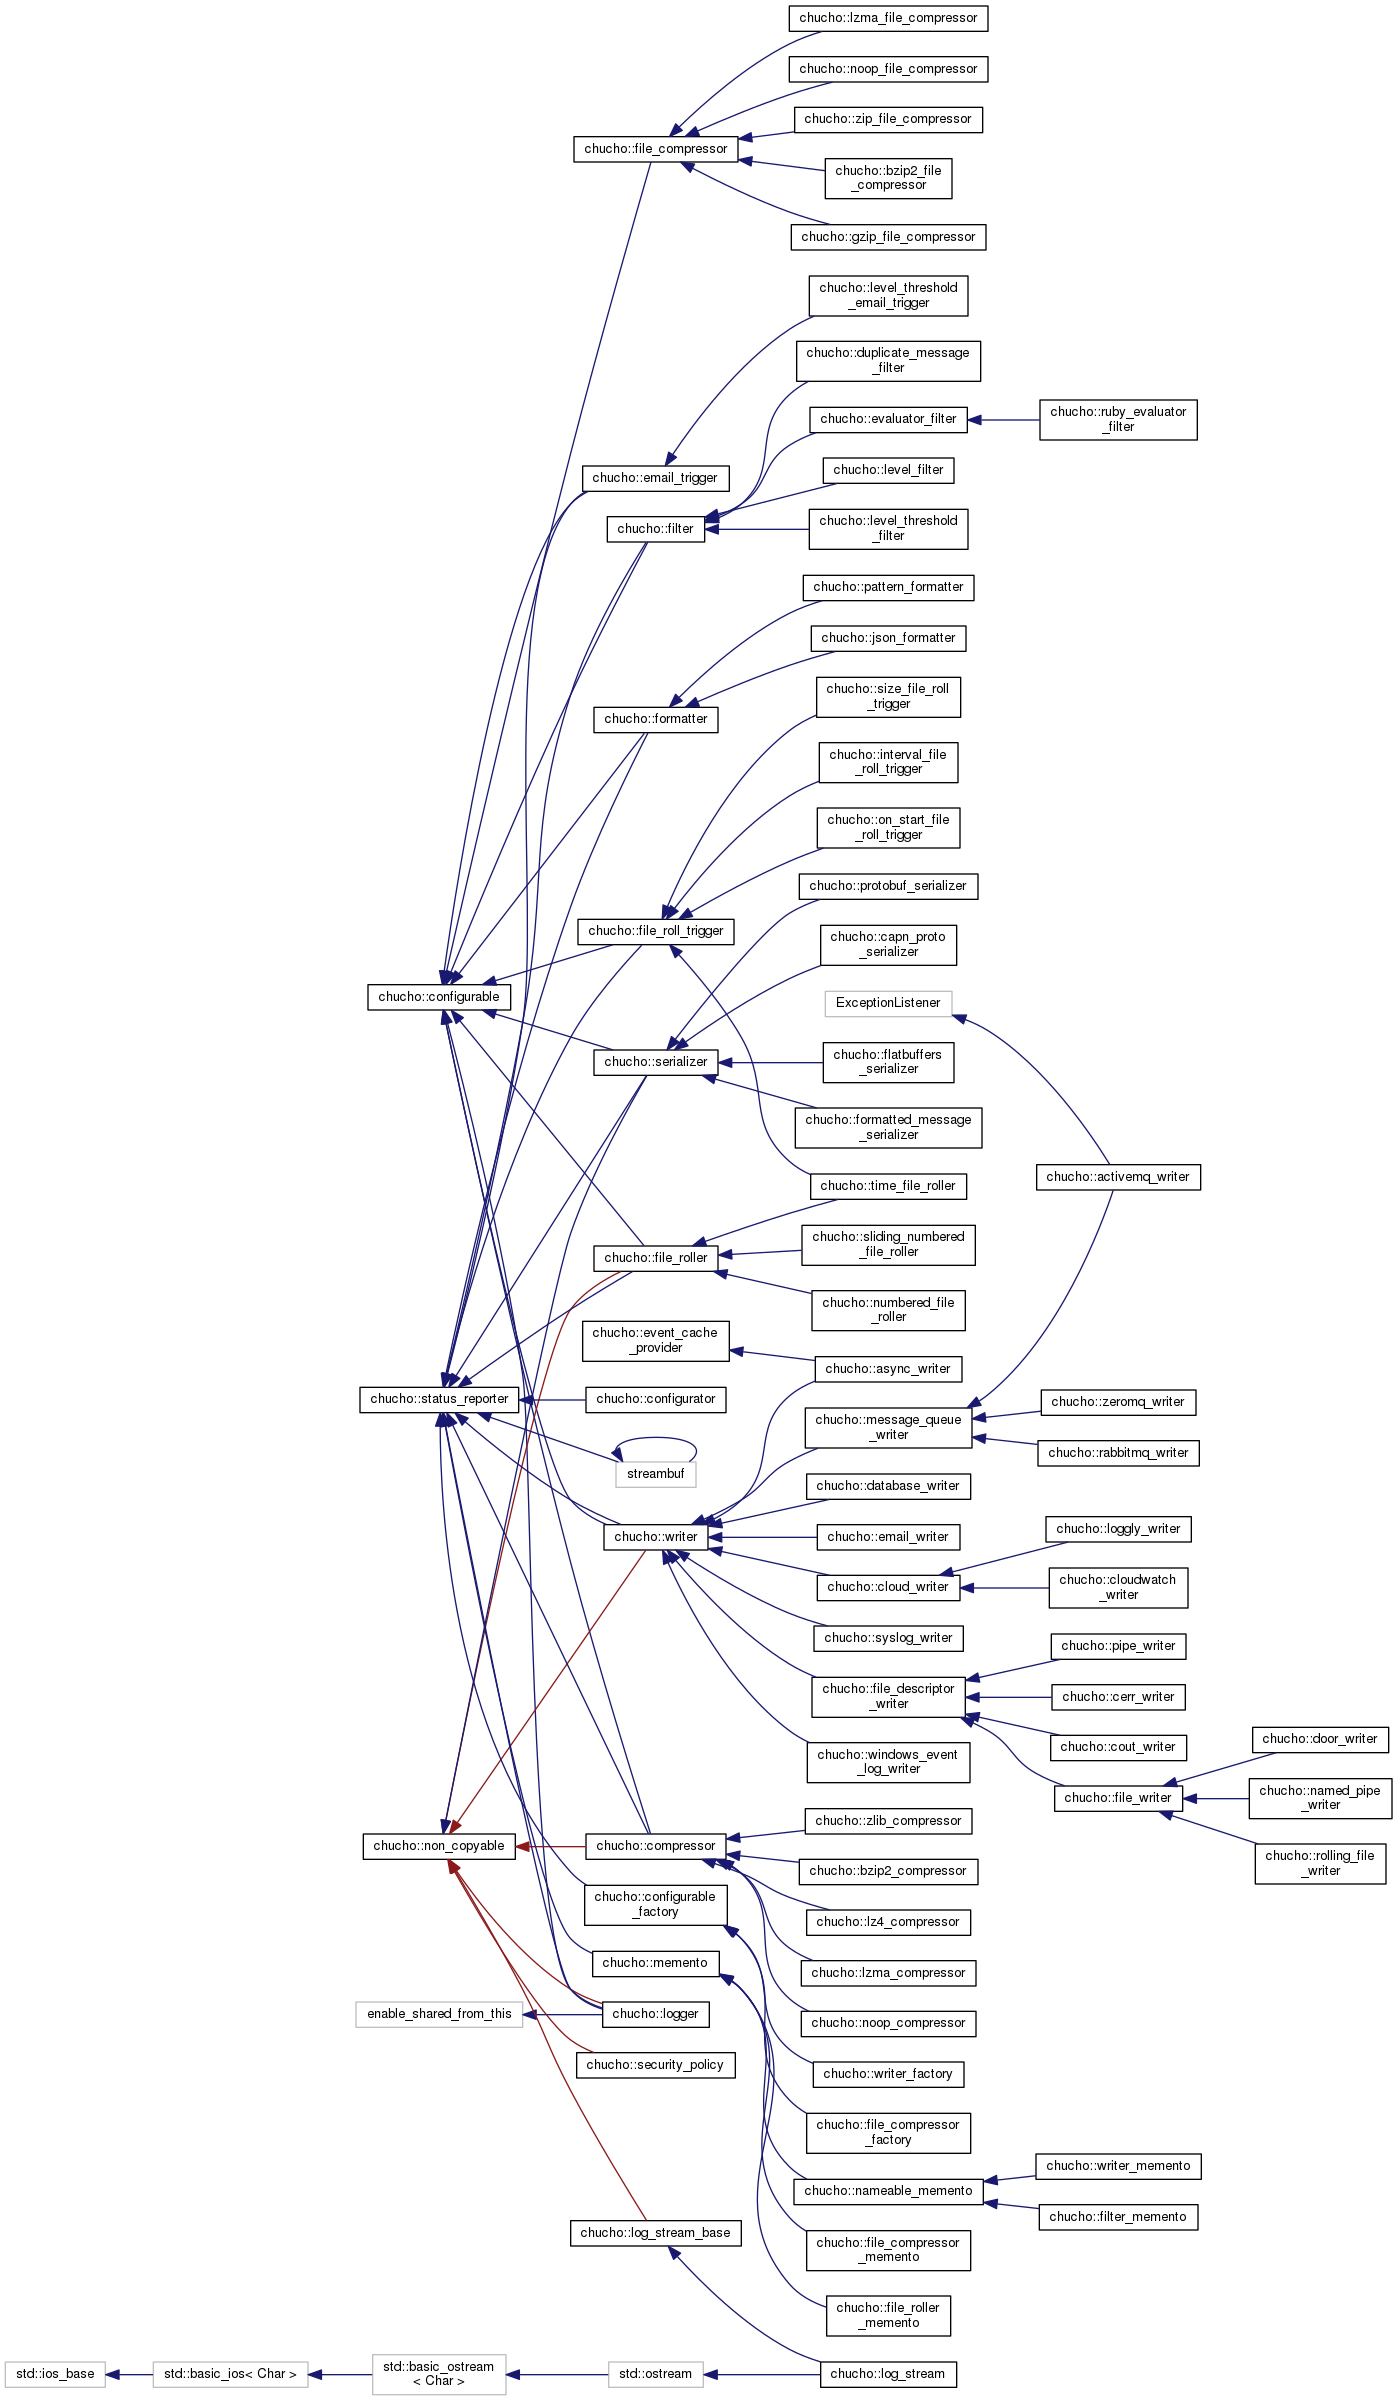 chucho::lzma_file_compressor
chucho::noop_file_compressor
chucho::zip_file_compressor
chucho::file_compressor
chucho::bzip2_file
_compressor
chucho::gzip_file_compressor
chucho::level_threshold
_email_trigger
chucho::duplicate_message
_filter
chucho::evaluator_filter
chucho::ruby_evaluator
_filter
chucho::email_trigger
chucho::level_filter
chucho::filter
chucho::level_threshold
_filter
chucho::pattern_formatter
chucho::json_formatter
chucho::formatter
chucho::size_file_roll
_trigger
chucho::interval_file
_roll_trigger
chucho::on_start_file
_roll_trigger
chucho::protobuf_serializer
chucho::file_roll_trigger
chucho::capn_proto
_serializer
chucho::configurable
ExceptionListener
chucho::serializer
chucho::flatbuffers
_serializer
chucho::formatted_message
_serializer
chucho::time_file_roller
chucho::activemq_writer
chucho::file_roller
chucho::sliding_numbered
_file_roller
chucho::numbered_file
_roller
chucho::event_cache
_provider
chucho::async_writer
chucho::status_reporter
chucho::configurator
chucho::message_queue
_writer
chucho::zeromq_writer
chucho::rabbitmq_writer
streambuf
chucho::database_writer
chucho::writer
chucho::email_writer
chucho::loggly_writer
chucho::cloud_writer
chucho::cloudwatch
_writer
chucho::syslog_writer
chucho::pipe_writer
chucho::file_descriptor
_writer
chucho::cerr_writer
chucho::cout_writer
chucho::door_writer
chucho::windows_event
_log_writer
chucho::file_writer
chucho::named_pipe
_writer
chucho::rolling_file
_writer
chucho::zlib_compressor
chucho::non_copyable
chucho::compressor
chucho::bzip2_compressor
chucho::configurable
_factory
chucho::lz4_compressor
chucho::memento
chucho::lzma_compressor
enable_shared_from_this
chucho::logger
chucho::noop_compressor
chucho::security_policy
chucho::writer_factory
chucho::file_compressor
_factory
chucho::writer_memento
chucho::nameable_memento
chucho::filter_memento
chucho::log_stream_base
chucho::file_compressor
_memento
chucho::file_roller
_memento
std::ios_base
std::basic_ios< Char >
std::basic_ostream
< Char >
std::ostream
chucho::log_stream